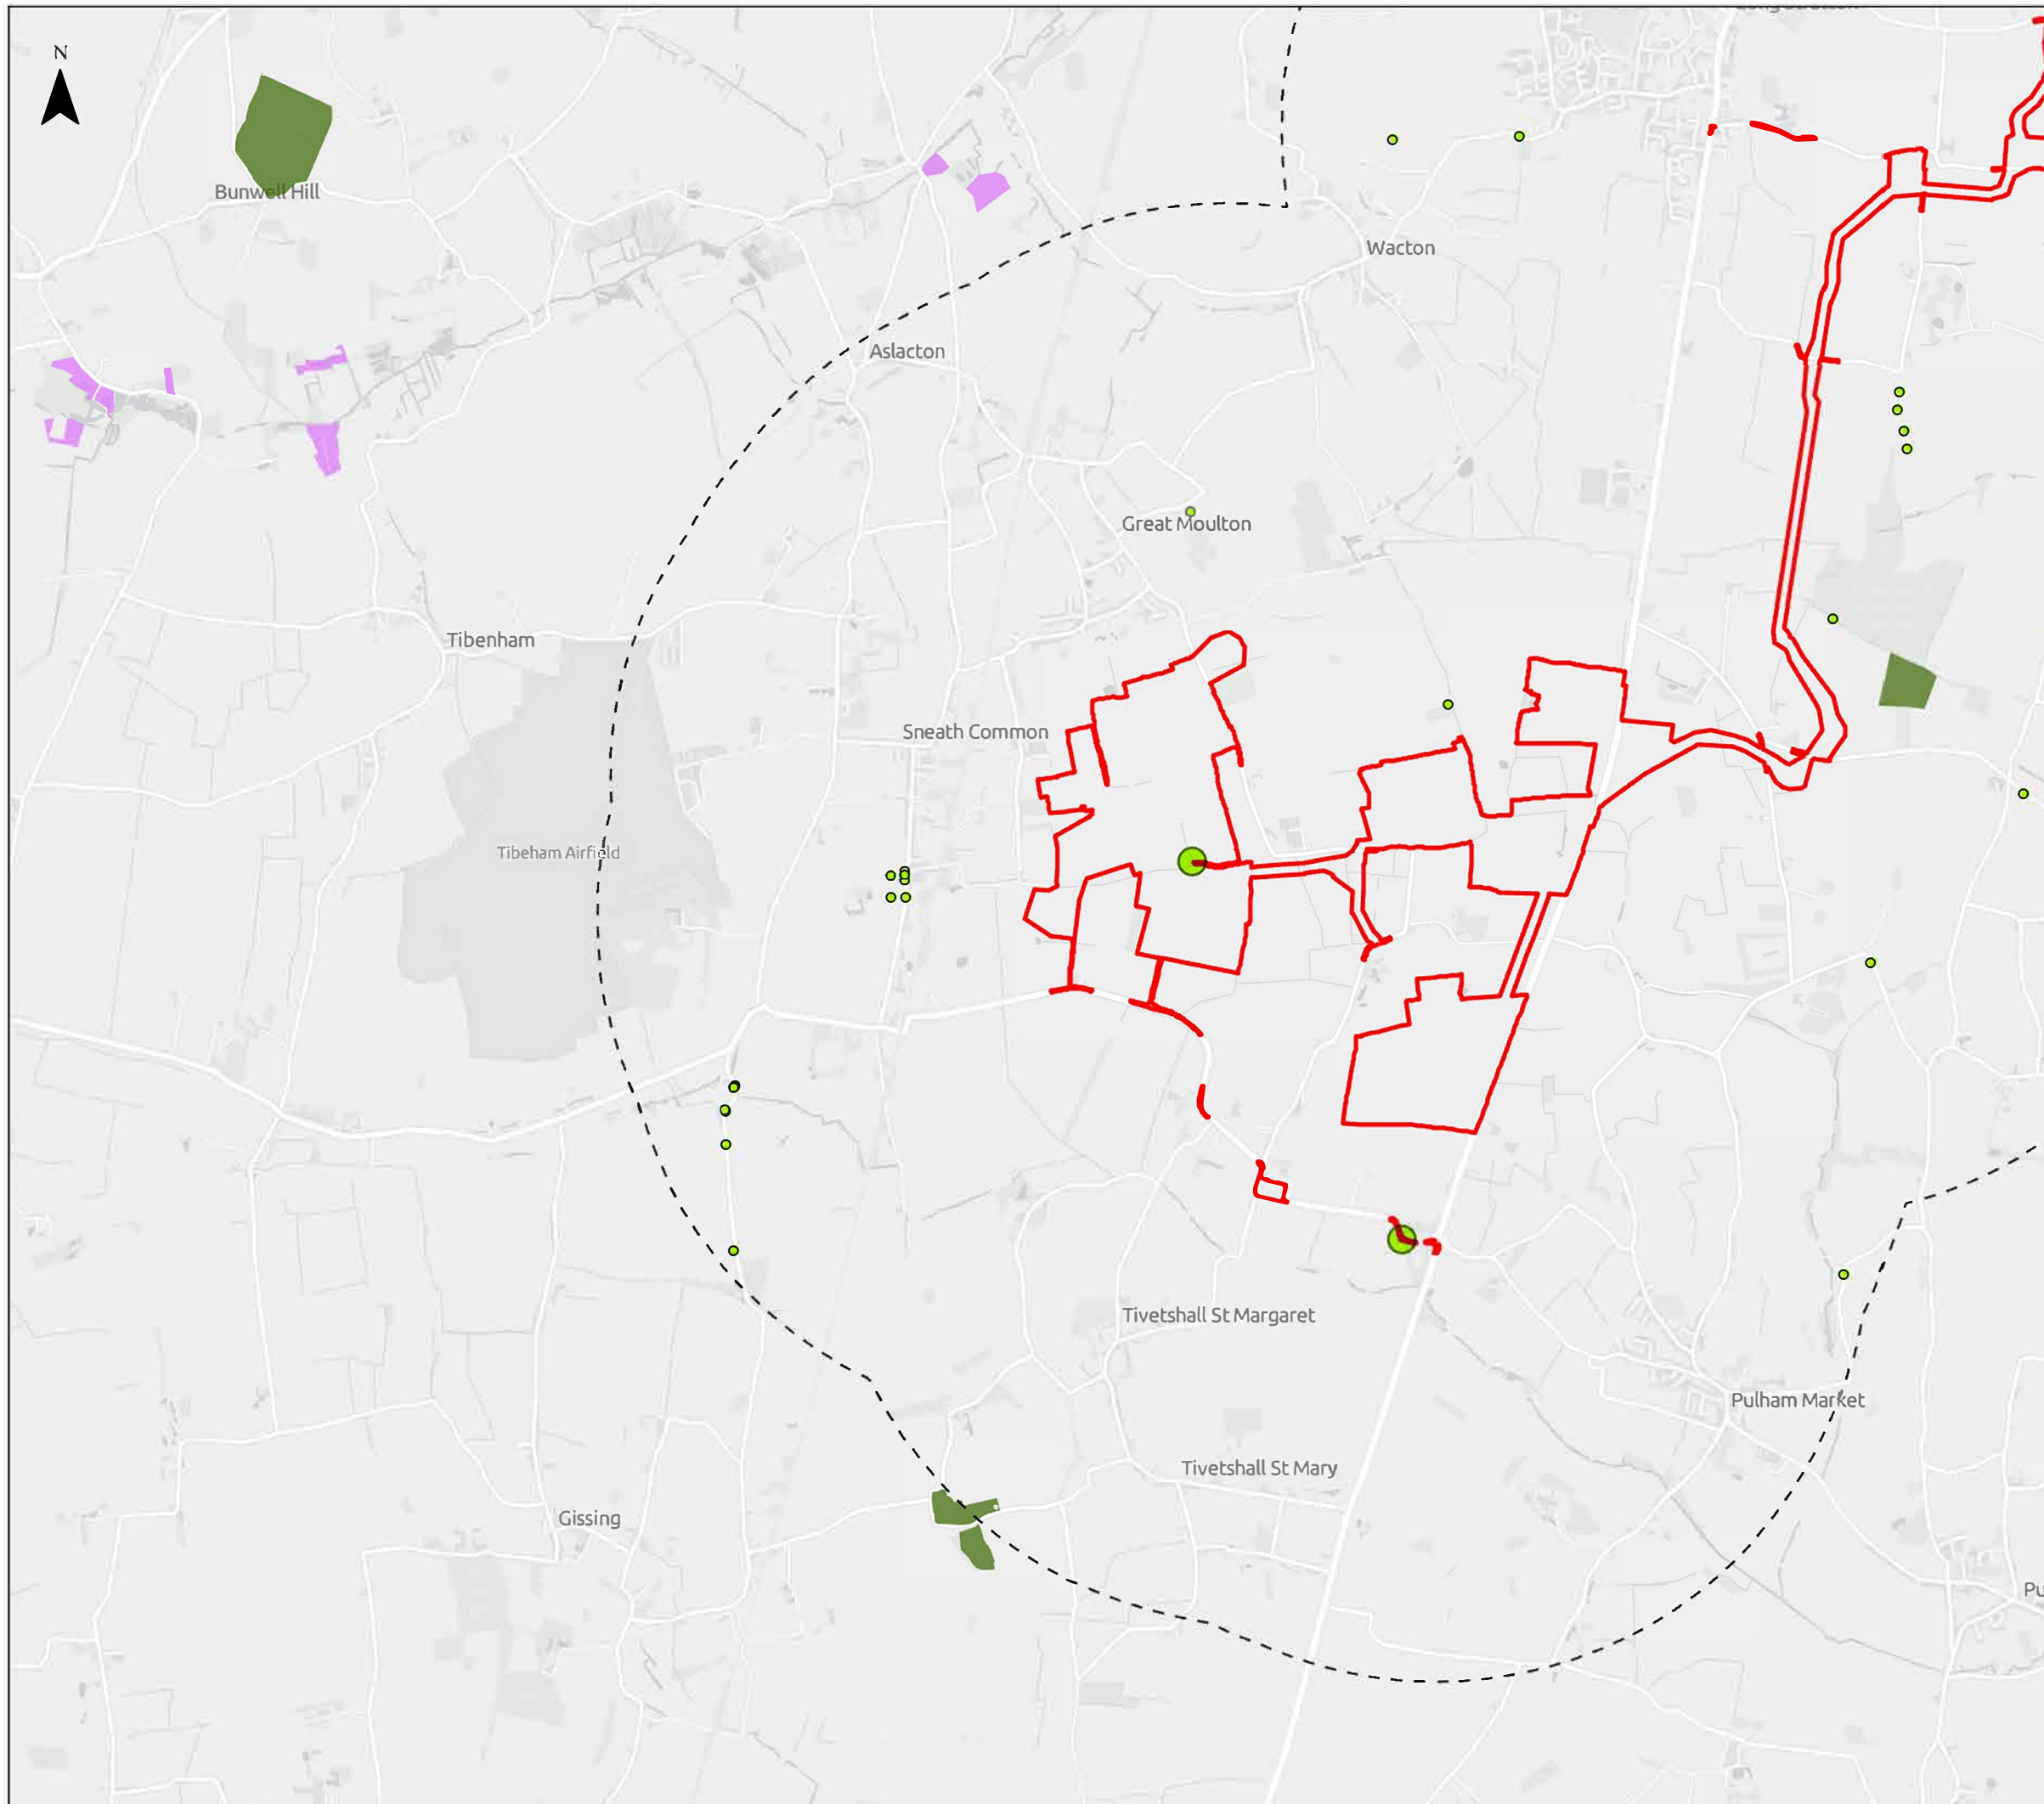 N
Bunwell Hill
Wacton
Aslacton
Great Moulton
Tibenham
Sneath Common
Tibeham Airfield
Tivetshall St Margaret
Pulham Market
Tivetshall St Mary
Gissing
Pu